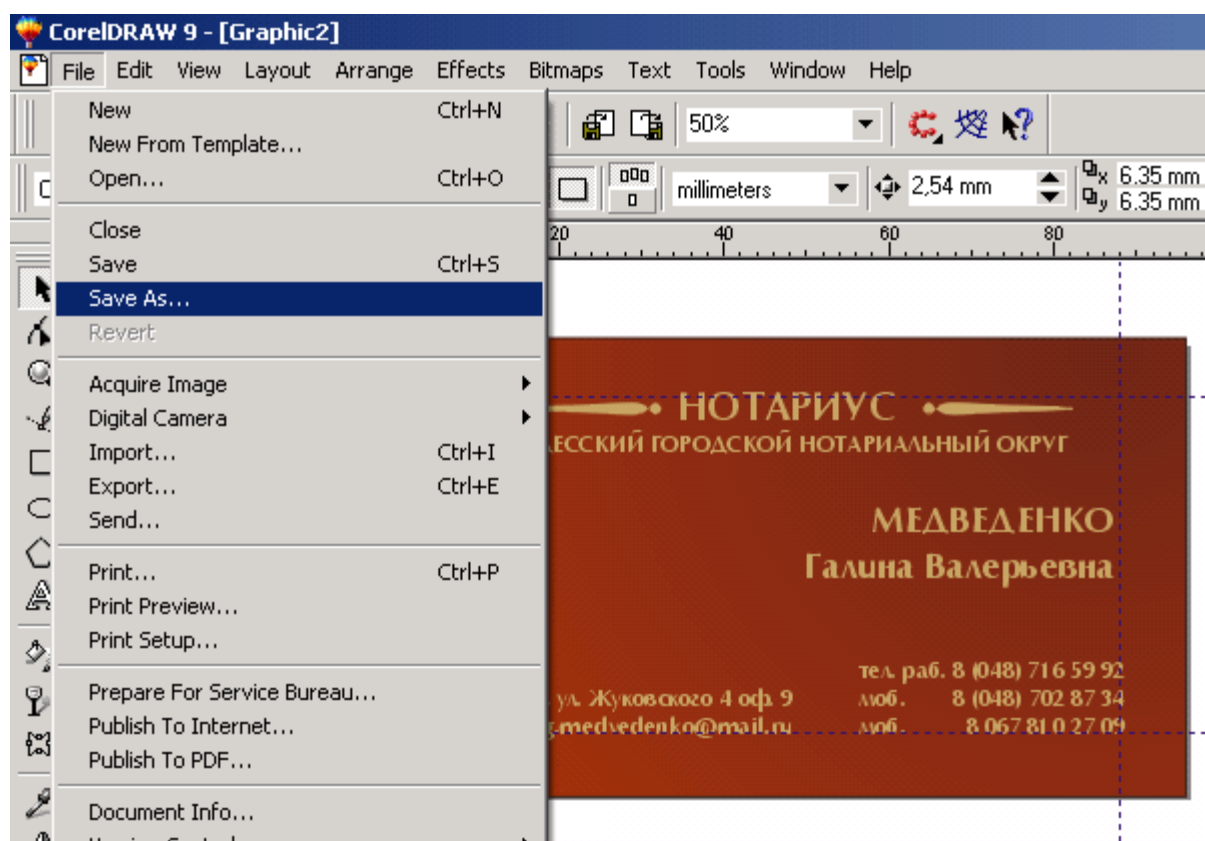 CorelDRAW 9 - [Graphic2]
File Edit View Layout Arrange Effects Bitmaps Text Tools Window Help
New Ctrl+N
New From Template...
Open... Ctrl+O
Close
Save Ctrl+S
Save As...
Revert
Acquire Image
Digital Camera
Import... Ctrl+I
Export... Ctrl+E
Send...
Print... Ctrl+P
Print Preview...
Print Setup...
Prepare For Service Bureau...
Publish To Internet...
Publish To PDF...
Document Info...
50%
millimeters 2,54 mm x 6.35 mm
y 6.35 mm
20 40 60 80
НОТАРИУС
ГОРОДСКОЙ НОТАРИАЛЬНЫЙ ОКРУГ
МЕДВЕДЕНКО
Галина Валерьевна
тел. раб. 8 (048) 716 59 92
ул. Жуковского 4 оф. 9 моб. 8 (048) 702 87 34
g.medvedenko@mail.ru моб. 8 067 81 0 27 09